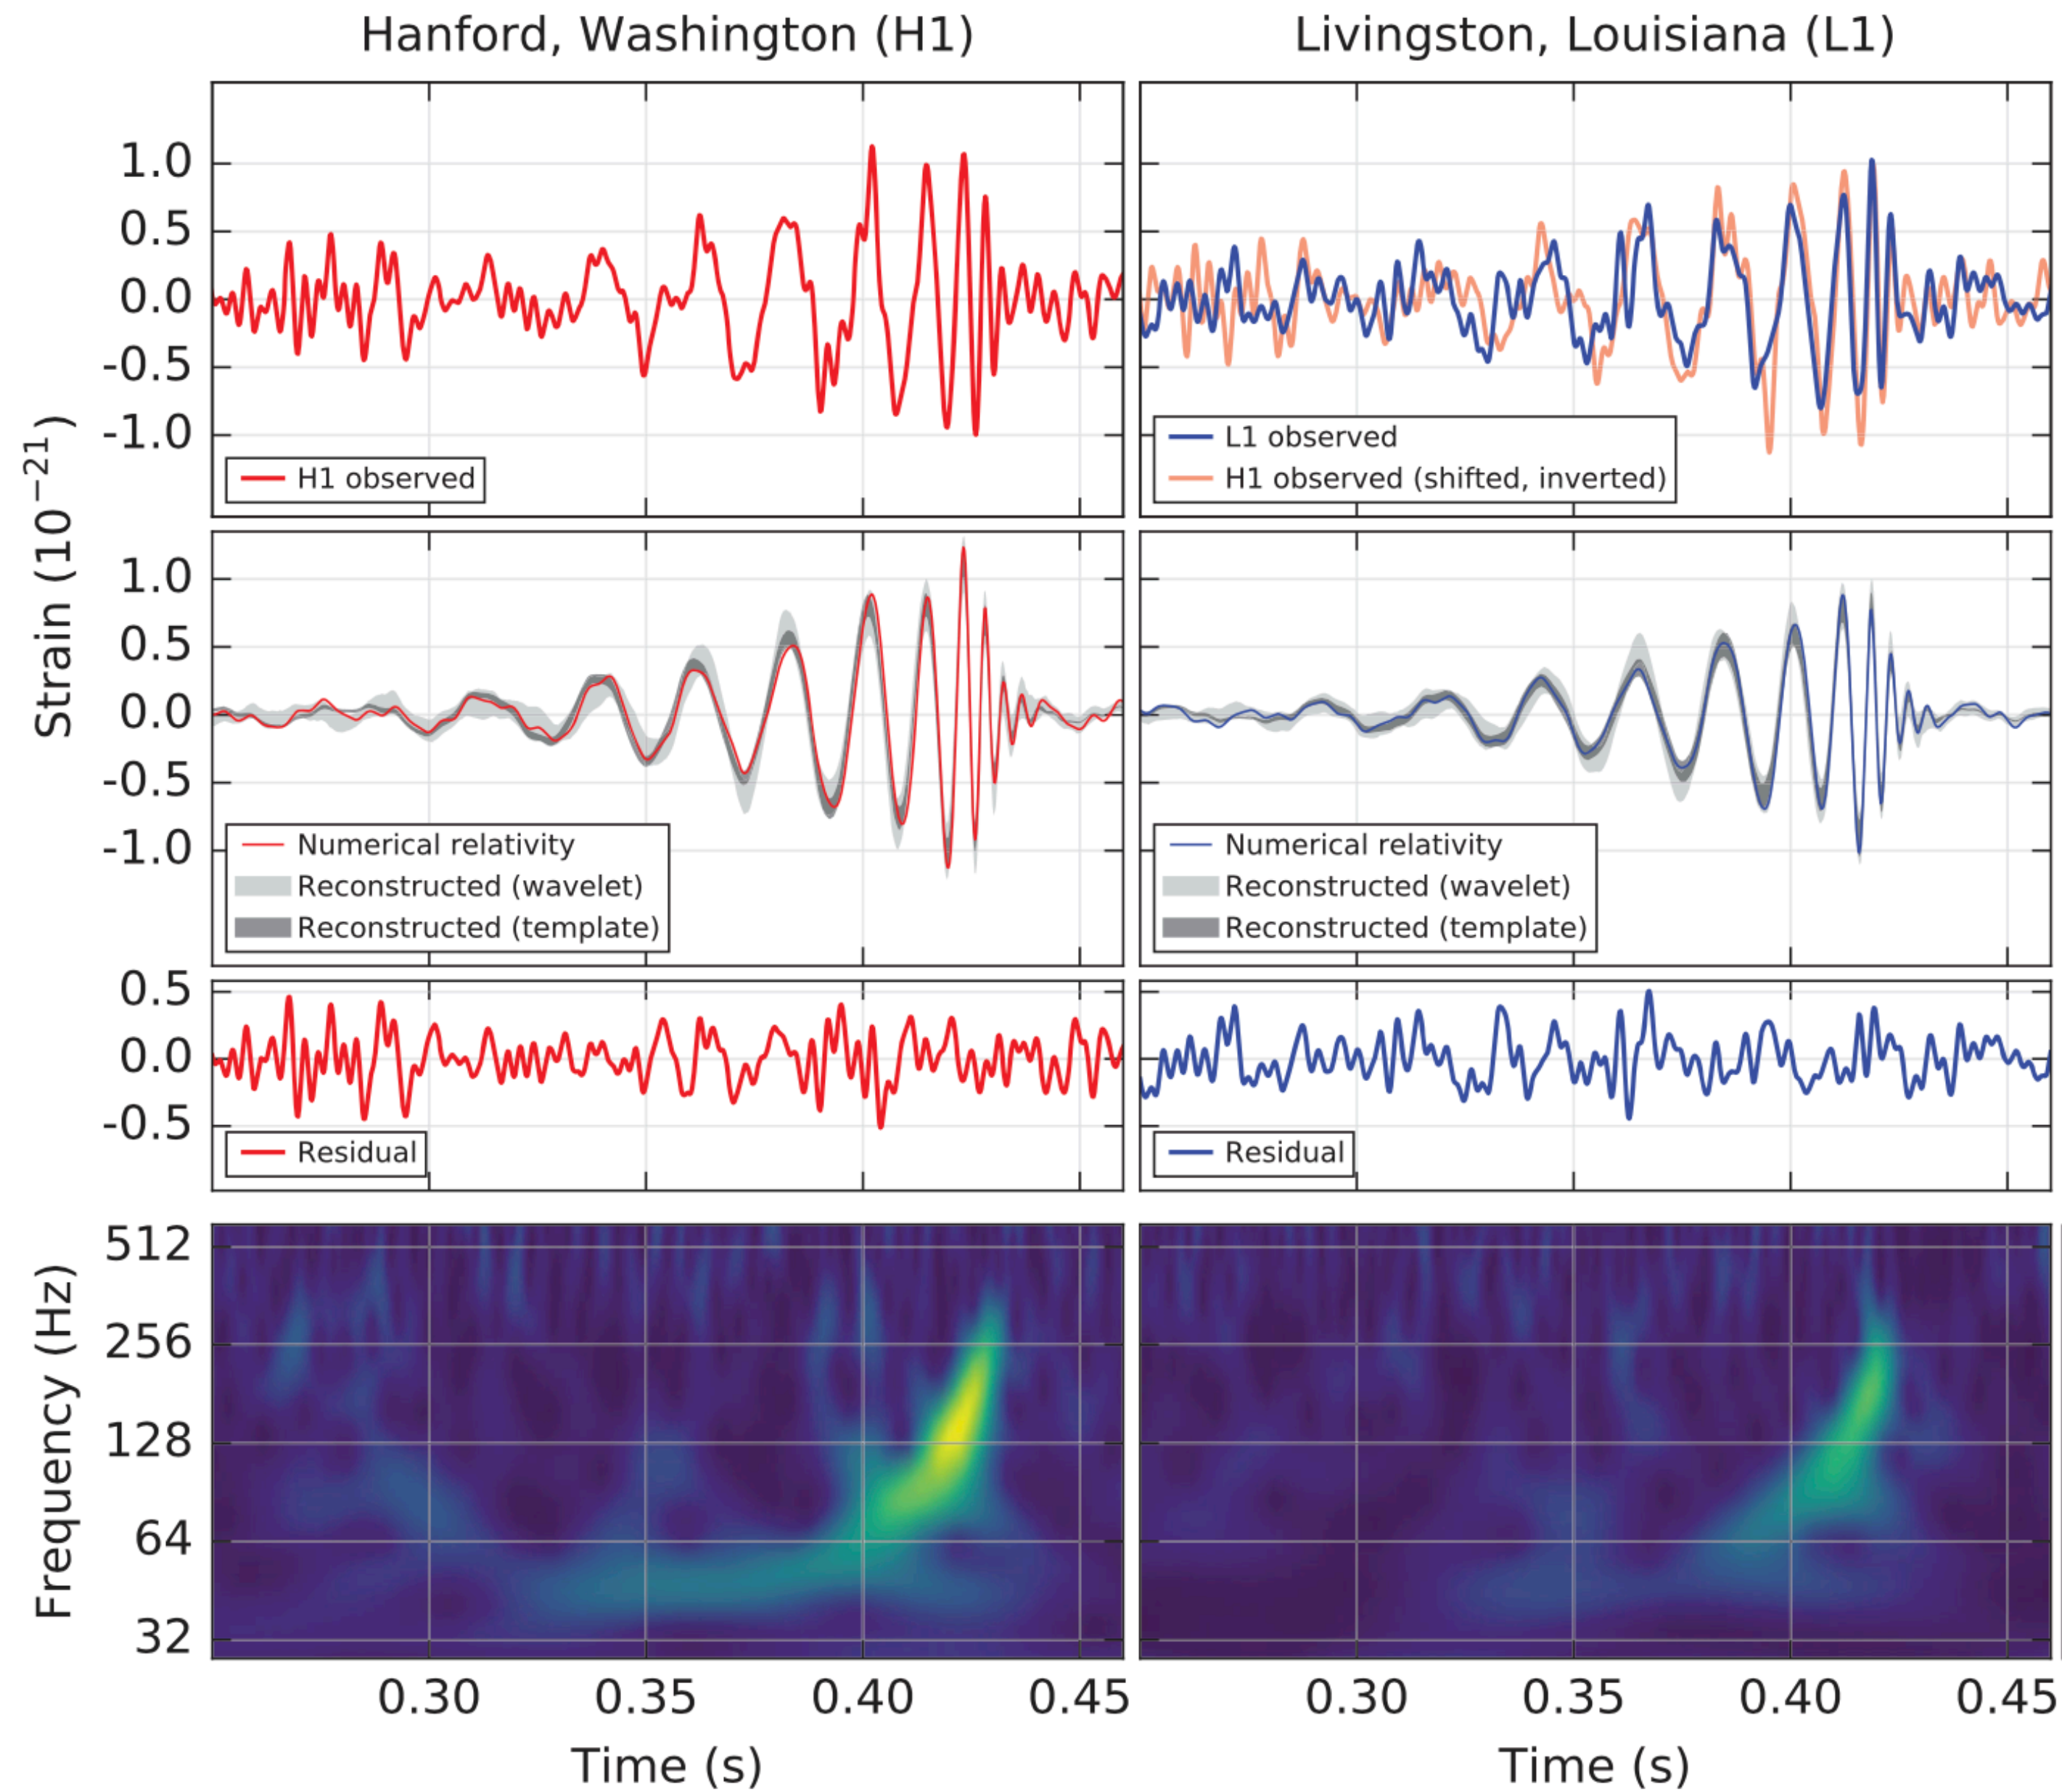 Hanford, Washington (H1)
Livingston, Louisiana (L1)
Strain (10⁻²¹)
1.0
0.5
0.0
-0.5
-1.0
H1 observed
L1 observed
H1 observed (shifted, inverted)
1.0
0.5
0.0
-0.5
-1.0
Numerical relativity
Reconstructed (wavelet)
Reconstructed (template)
Numerical relativity
Reconstructed (wavelet)
Reconstructed (template)
0.5
0.0
-0.5
Residual
Residual
Frequency (Hz)
512
256
128
64
32
0.30 0.35 0.40 0.45
0.30 0.35 0.40 0.45
Time (s)
Time (s)